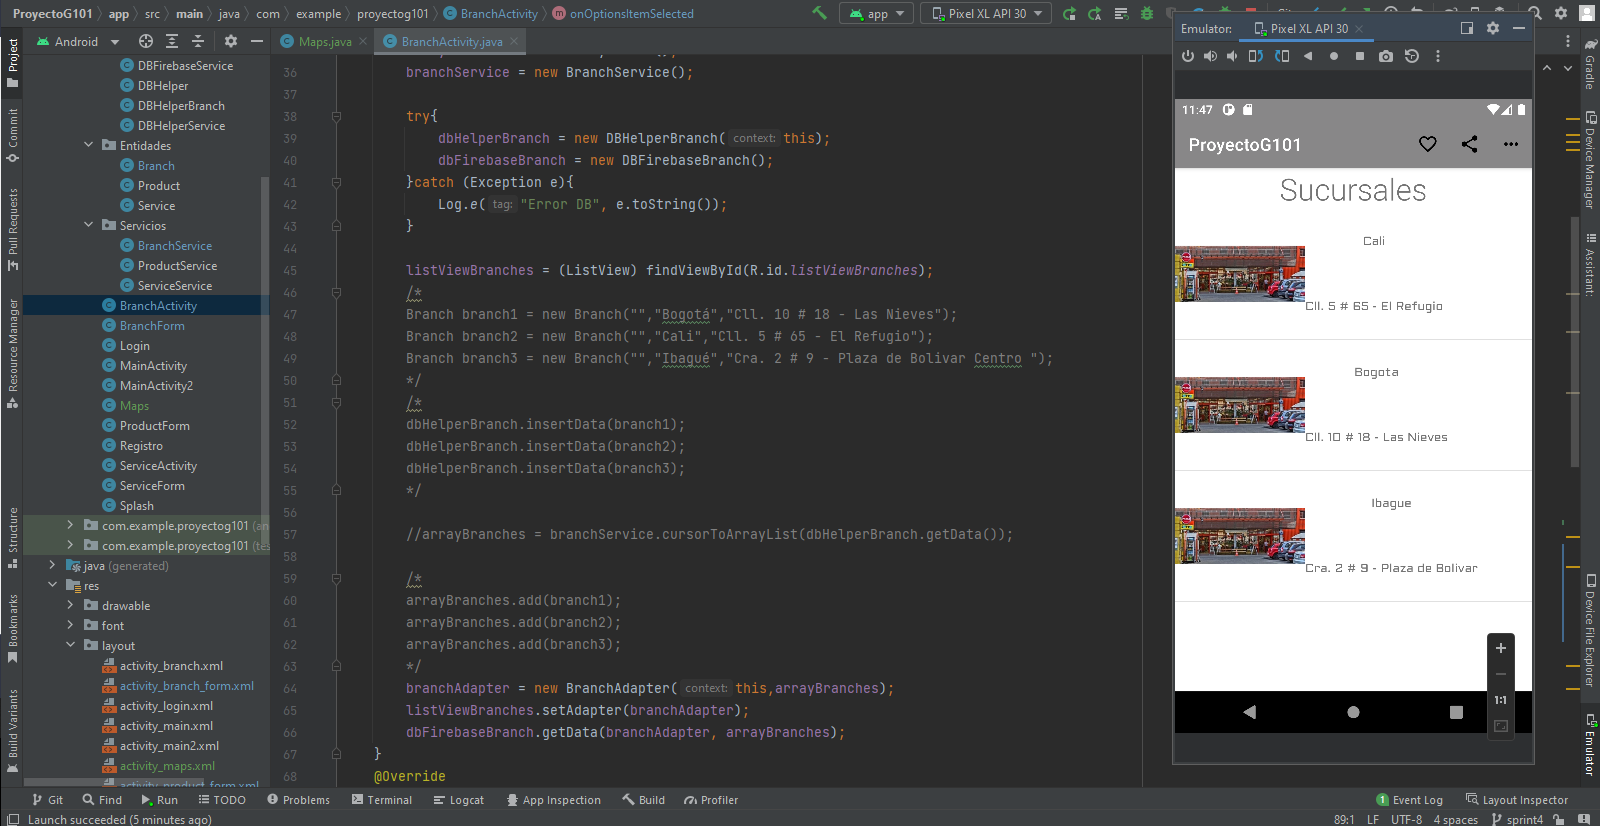 ProyectoG101 app src main java com example proyectog101 BranchActivity onOptionsItemSelected
app Pixel XL API 30
Android
Maps.java BranchActivity.java
Emulator: Pixel XL API 30
Project
Commit
Pull Requests
Resource Manager
Structure
Bookmarks
Build Variants
DBFirebaseService
DBHelper
DBHelperBranch
DBHelperService
Entidades
Branch
Product
Service
Servicios
BranchService
ProductService
ServiceService
BranchActivity
BranchForm
Login
MainActivity
MainActivity2
Maps
ProductForm
Registro
ServiceActivity
ServiceForm
Splash
com.example.proyectog101
com.example.proyectog101
java (generated)
res
drawable
font
layout
activity_branch.xml
activity_branch_form.xml
activity_login.xml
activity_main.xml
activity_main2.xml
activity_maps.xml
activity_product_form.xml
36 branchService = new BranchService();
37
38 try{
39 dbHelperBranch = new DBHelperBranch( context: this);
40 dbFirebaseBranch = new DBFirebaseBranch();
41 }catch (Exception e){
42 Log.e( tag: "Error DB", e.toString());
43 }
44
45 listViewBranches = (ListView) findViewById(R.id.listViewBranches);
46 /*
47 Branch branch1 = new Branch("","Bogotá","Cll. 10 # 18 - Las Nieves");
48 Branch branch2 = new Branch("","Cali","Cll. 5 # 65 - El Refugio");
49 Branch branch3 = new Branch("","Ibagué","Cra. 2 # 9 - Plaza de Bolivar Centro ");
50 */
51 /*
52 dbHelperBranch.insertData(branch1);
53 dbHelperBranch.insertData(branch2);
54 dbHelperBranch.insertData(branch3);
55 */
56
57 //arrayBranches = branchService.cursorToArrayList(dbHelperBranch.getData());
58
59 /*
60 arrayBranches.add(branch1);
61 arrayBranches.add(branch2);
62 arrayBranches.add(branch3);
63 */
64 branchAdapter = new BranchAdapter( context: this,arrayBranches);
65 listViewBranches.setAdapter(branchAdapter);
66 dbFirebaseBranch.getData(branchAdapter, arrayBranches);
67 }
68 @Override
11:47
ProyectoG101
Sucursales
Cali
Cll. 5 # 65 - El Refugio
Bogota
Cll. 10 # 18 - Las Nieves
Ibague
Cra. 2 # 9 - Plaza de Bolivar
1:1
Gradle
Device Manager
Assistant:
Device File Explorer
Emulator
Git Find Run TODO Problems Terminal Logcat App Inspection Build Profiler
1 Event Log Layout Inspector
Launch succeeded (5 minutes ago)
89:1 LF UTF-8 4 spaces sprint4